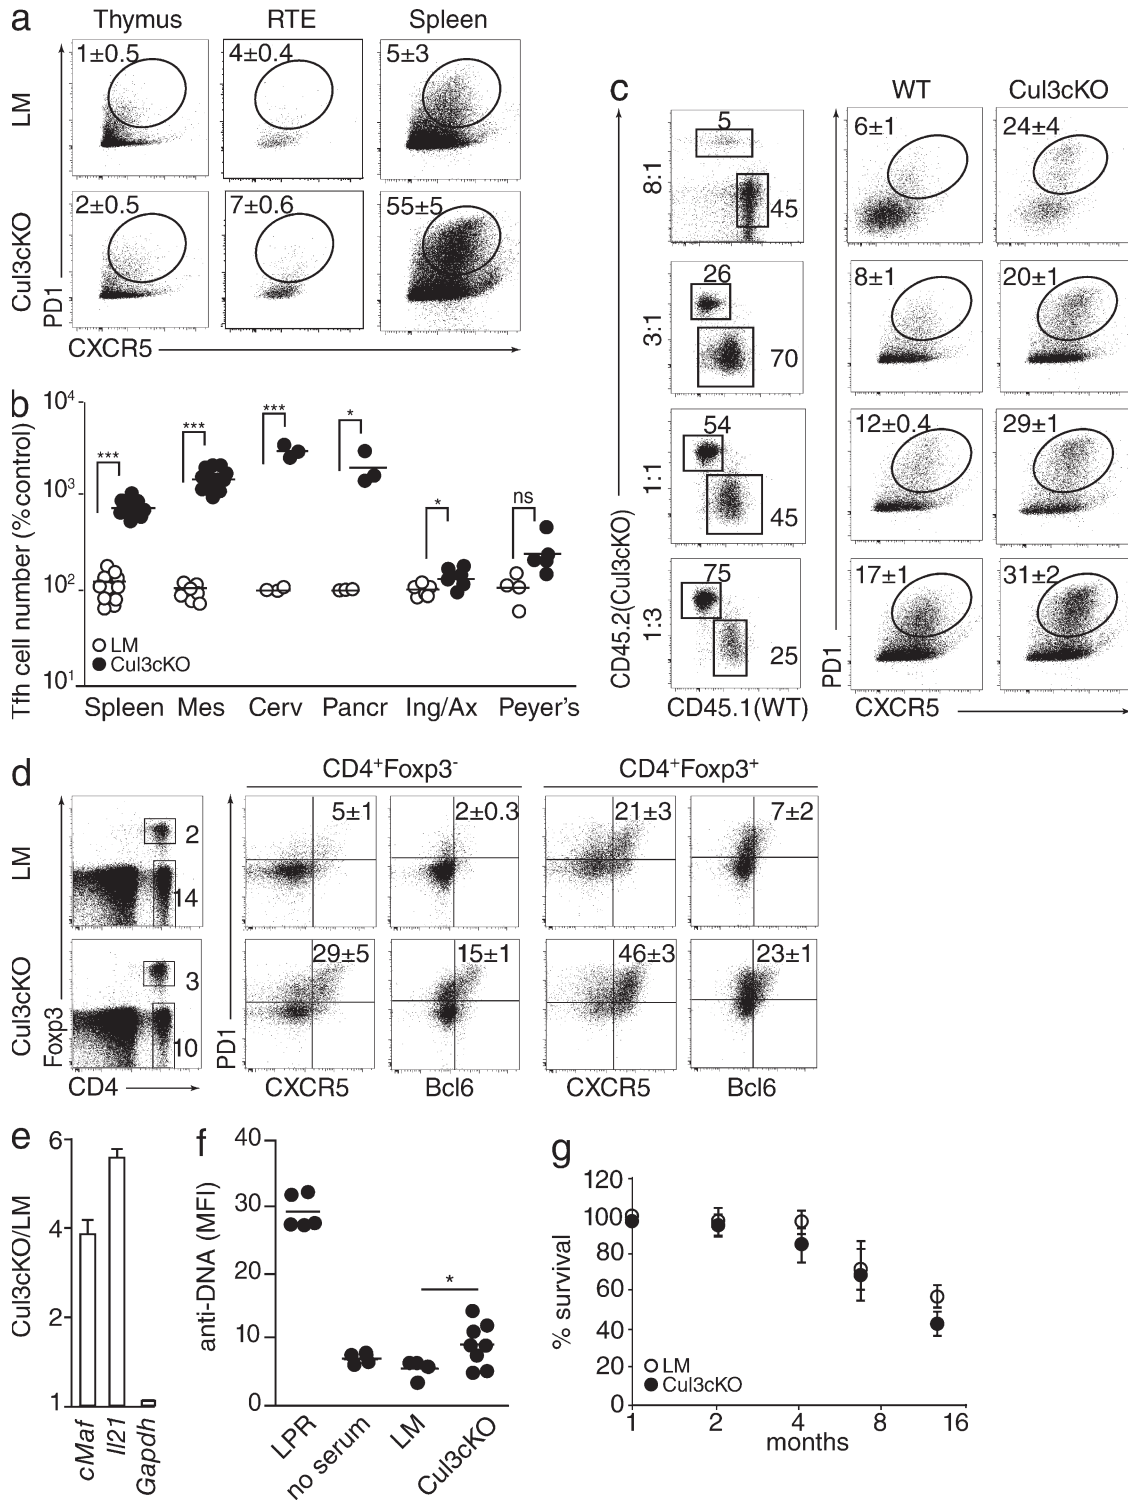 a
Thymus RTE Spleen
LM
1±0.5 4±0.4 5±3
Cul3cKO
2±0.5 7±0.6 55±5
PD1
CXCR5
b
Tfh cell number (%control)
10⁴
10³
10²
10¹
*** *** *** * * ns
LM
Cul3cKO
Spleen Mes Cerv Pancr Ing/Ax Peyer's
c
WT Cul3cKO
8:1
5
45
6±1 24±4
3:1
26
70
8±1 20±1
1:1
54
45
12±0.4 29±1
1:3
75
25
17±1 31±2
CD45.2(Cul3cKO)
CD45.1(WT)
PD1
CXCR5
d
CD4⁺Foxp3⁻ CD4⁺Foxp3⁺
LM
2
14
5±1 2±0.3 21±3 7±2
Cul3cKO
3
10
29±5 15±1 46±3 23±1
Foxp3
CD4
PD1
CXCR5 Bcl6 CXCR5 Bcl6
e
Cul3cKO/LM
6
4
2
1
cMaf Il21 Gapdh
f
anti-DNA (MFI)
40
30
20
10
0
*
LPR no serum LM Cul3cKO
g
% survival
120
100
80
60
40
20
0
LM
Cul3cKO
1 2 4 8 16
months